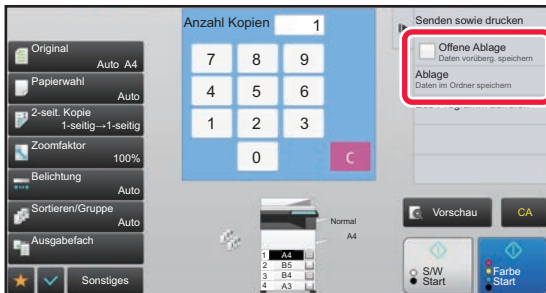 Anzahl Kopien 1
Senden sowie drucken
Original
Auto A4
Papierwahl
Auto
2-seit. Kopie
1-seitig→1-seitig
Zoomfaktor
100%
Belichtung
Auto
Sortieren/Gruppe
Auto
Ausgabefach
Sonstiges
7 8 9
4 5 6
1 2 3
0 C
Offene Ablage
Daten vorüberg. speichern
Ablage
Daten im Ordner speichern
Normal
A4
1 A4
2 B5
3 B4
4 A3
Vorschau
CA
S/W
Start
Farbe
Start